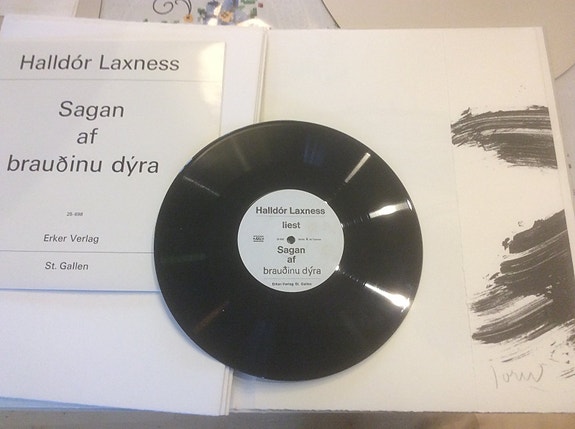 Halldór Laxness
Sagan
af
brauðinu dýra
Erker Verlag
St. Gallen
Halldór Laxness
liest
Sagan
af
brauðinu dýra
Erker-Verlag St. Gallen